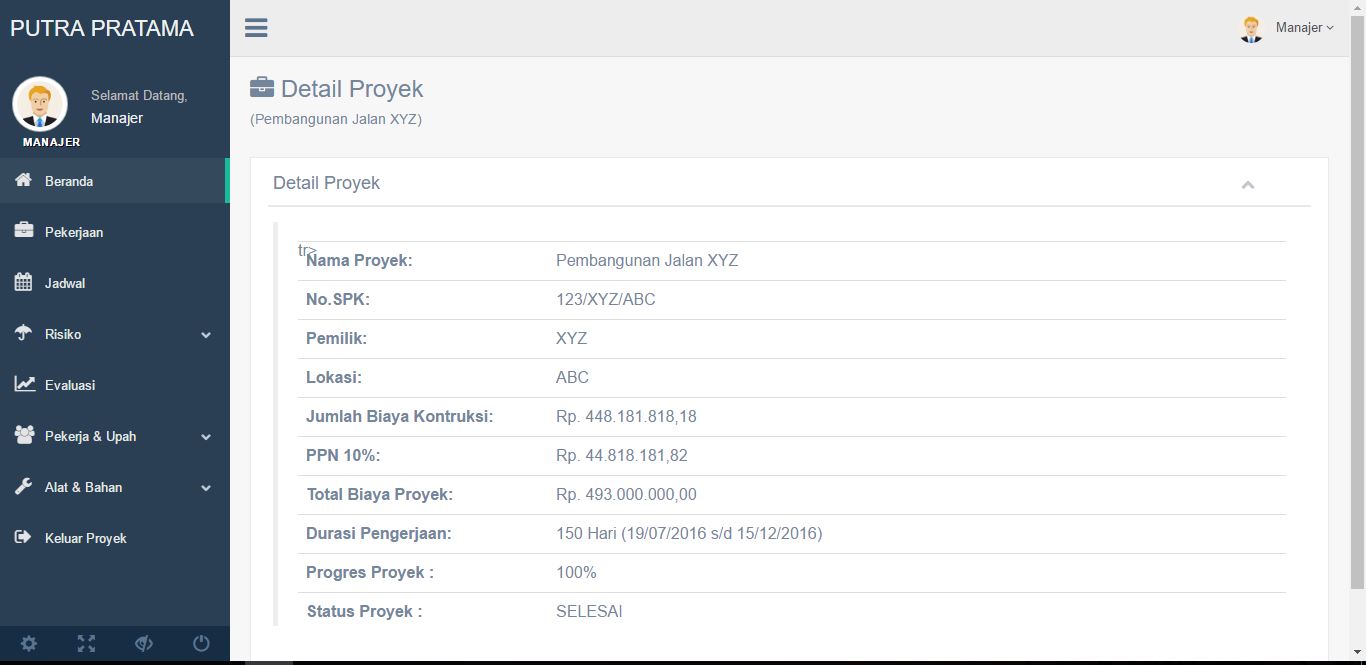 PUTRA PRATAMA
Manajer
Selamat Datang,
Manajer
MANAJER
Beranda
Pekerjaan
Jadwal
Risiko
Evaluasi
Pekerja & Upah
Alat & Bahan
Keluar Proyek
Detail Proyek
(Pembangunan Jalan XYZ)
Detail Proyek
tr>
Nama Proyek: Pembangunan Jalan XYZ
No.SPK: 123/XYZ/ABC
Pemilik: XYZ
Lokasi: ABC
Jumlah Biaya Kontruksi: Rp. 448.181.818,18
PPN 10%: Rp. 44.818.181,82
Total Biaya Proyek: Rp. 493.000.000,00
Durasi Pengerjaan: 150 Hari (19/07/2016 s/d 15/12/2016)
Progres Proyek : 100%
Status Proyek : SELESAI